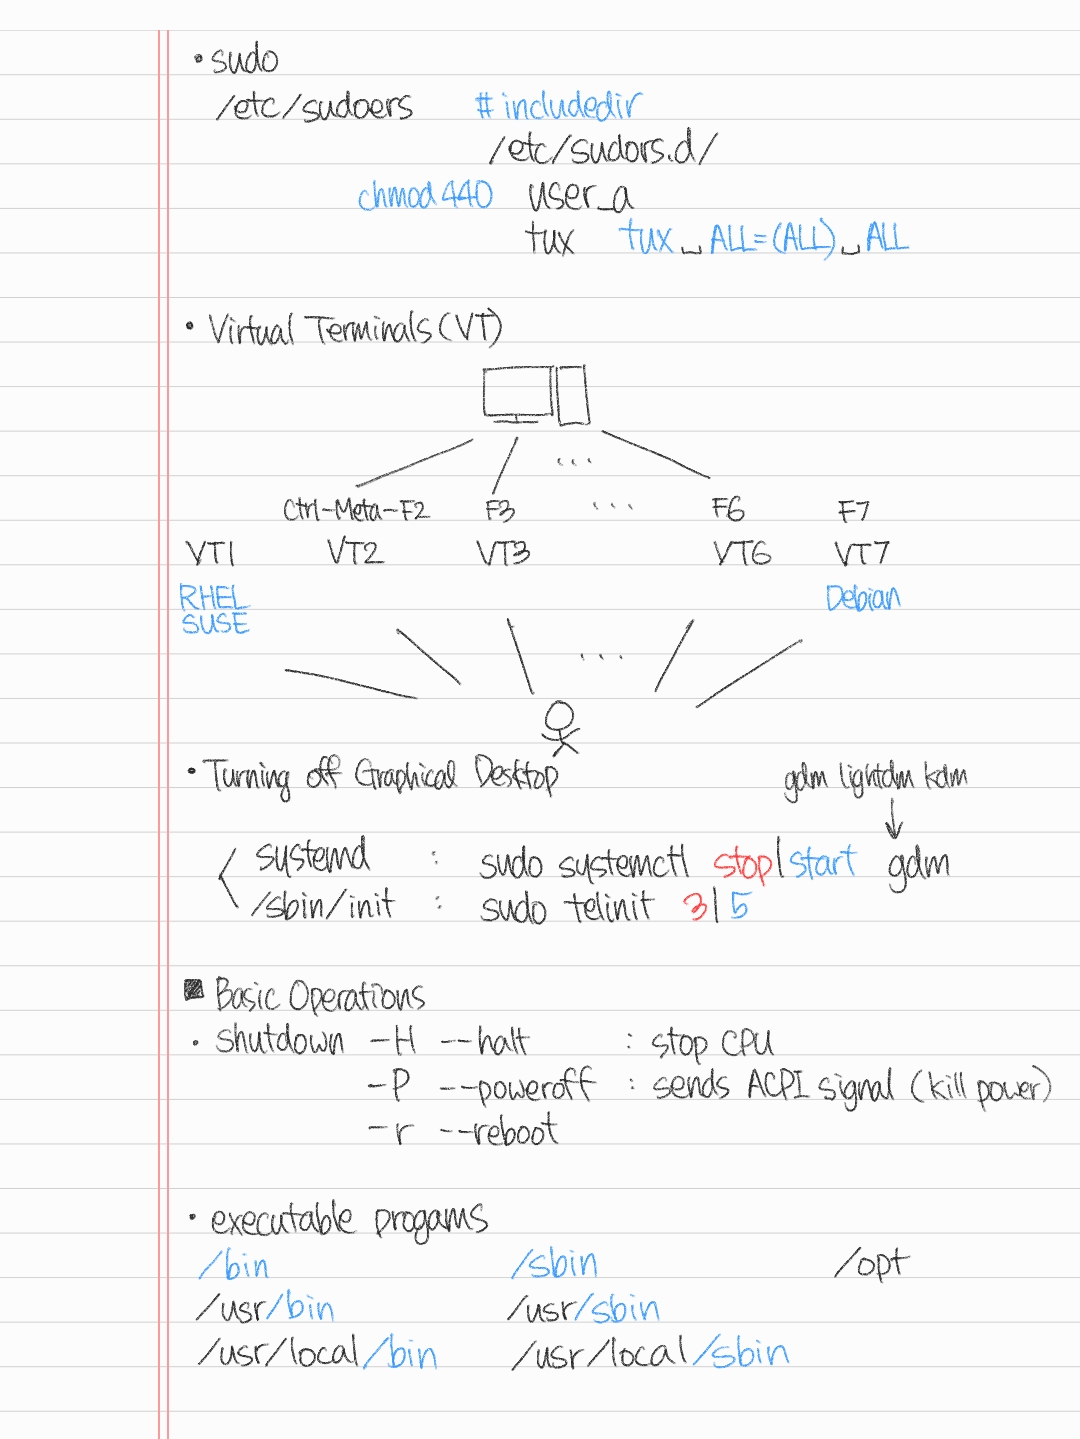 • sudo
/etc/sudoers # includedir
/etc/sudors.d/
chmod 440 user_a
tux tux␣ALL=(ALL)␣ALL
• Virtual Terminals (VT)
...
Ctrl-Meta-F2 F3 ... F6 F7
VT1 VT2 VT3 VT6 VT7
RHEL Debian
SUSE
...
• Turning off Graphical Desktop gdm lightdm kdm
systemd : sudo systemctl stop|start gdm
/sbin/init : sudo telinit 3|5
■ Basic Operations
• shutdown -H --halt : stop CPU
-P --poweroff : sends ACPI signal (kill power)
-r --reboot
• executable progams
/bin /sbin /opt
/usr/bin /usr/sbin
/usr/local/bin /usr/local/sbin